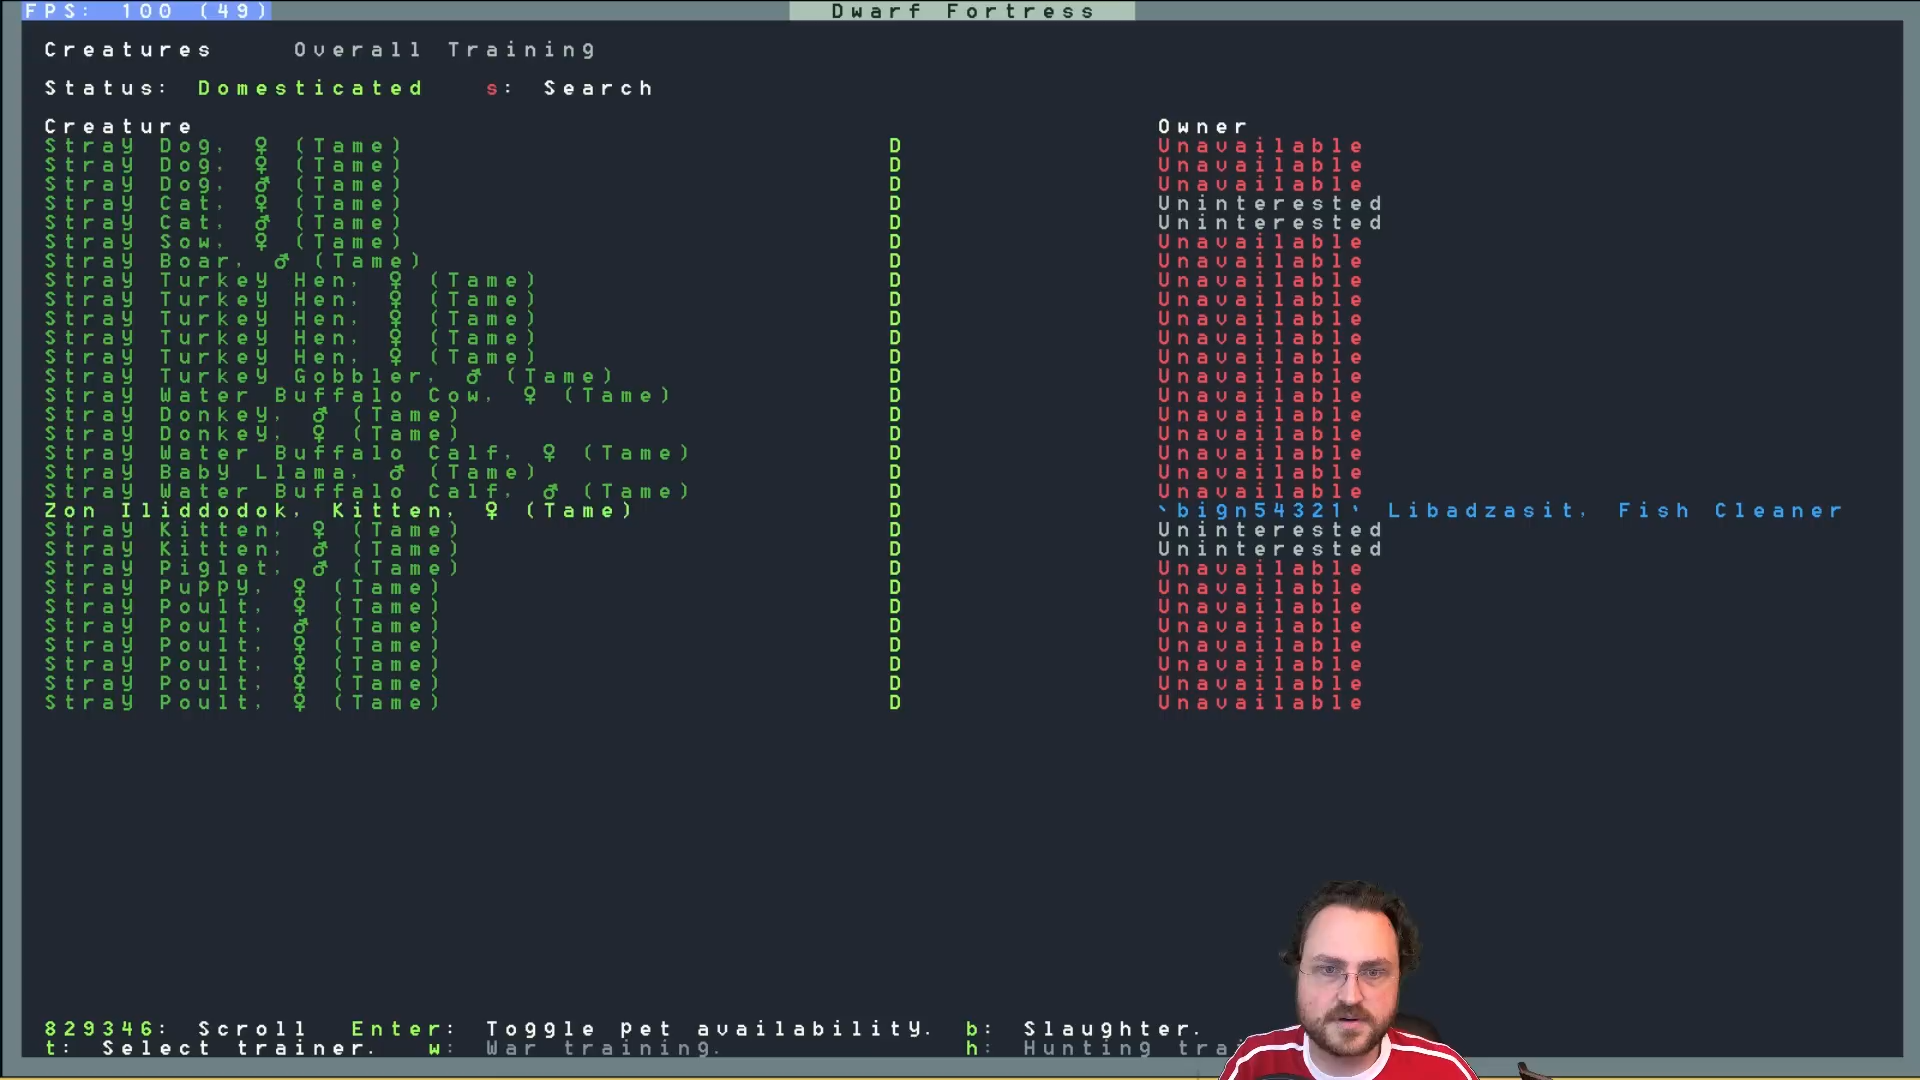 FPS: 100 (49)
Dwarf Fortress
Creatures Overall Training
Status: Domesticated s: Search
Creature Owner
Stray Dog, ♀ (Tame) D Unavailable
Stray Dog, ♀ (Tame) D Unavailable
Stray Dog, ♂ (Tame) D Unavailable
Stray Cat, ♀ (Tame) D Uninterested
Stray Cat, ♂ (Tame) D Uninterested
Stray Sow, ♀ (Tame) D Unavailable
Stray Boar, ♂ (Tame) D Unavailable
Stray Turkey Hen, ♀ (Tame) D Unavailable
Stray Turkey Hen, ♀ (Tame) D Unavailable
Stray Turkey Hen, ♀ (Tame) D Unavailable
Stray Turkey Hen, ♀ (Tame) D Unavailable
Stray Turkey Hen, ♀ (Tame) D Unavailable
Stray Turkey Gobbler, ♂ (Tame) D Unavailable
Stray Water Buffalo Cow, ♀ (Tame) D Unavailable
Stray Donkey, ♂ (Tame) D Unavailable
Stray Donkey, ♀ (Tame) D Unavailable
Stray Water Buffalo Calf, ♀ (Tame) D Unavailable
Stray Baby Llama, ♂ (Tame) D Unavailable
Stray Water Buffalo Calf, ♂ (Tame) D Unavailable
Zon Iliddodok, Kitten, ♀ (Tame) D `bign54321` Libadzasit, Fish Cleaner
Stray Kitten, ♀ (Tame) D Uninterested
Stray Kitten, ♂ (Tame) D Uninterested
Stray Piglet, ♂ (Tame) D Unavailable
Stray Puppy, ♀ (Tame) D Unavailable
Stray Poult, ♀ (Tame) D Unavailable
Stray Poult, ♂ (Tame) D Unavailable
Stray Poult, ♀ (Tame) D Unavailable
Stray Poult, ♀ (Tame) D Unavailable
Stray Poult, ♀ (Tame) D Unavailable
Stray Poult, ♀ (Tame) D Unavailable
829346: Scroll Enter: Toggle pet availability. b: Slaughter.
t: Select trainer. w: War training. h: Hunting trai